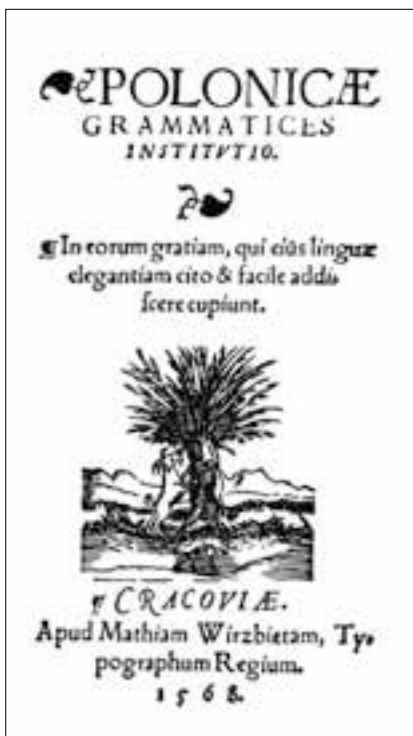 POLONICÆ
GRAMMATICES
INSTITVTIO.
¶In eorum gratiam, qui eiűs linguæ
elegantiam cito & facile addi⸗
ſcere cupiunt.
¶ CRACOVIÆ.
Apud Mathiam Wirzbietam, Ty⸗
pographum Regium.
1568.